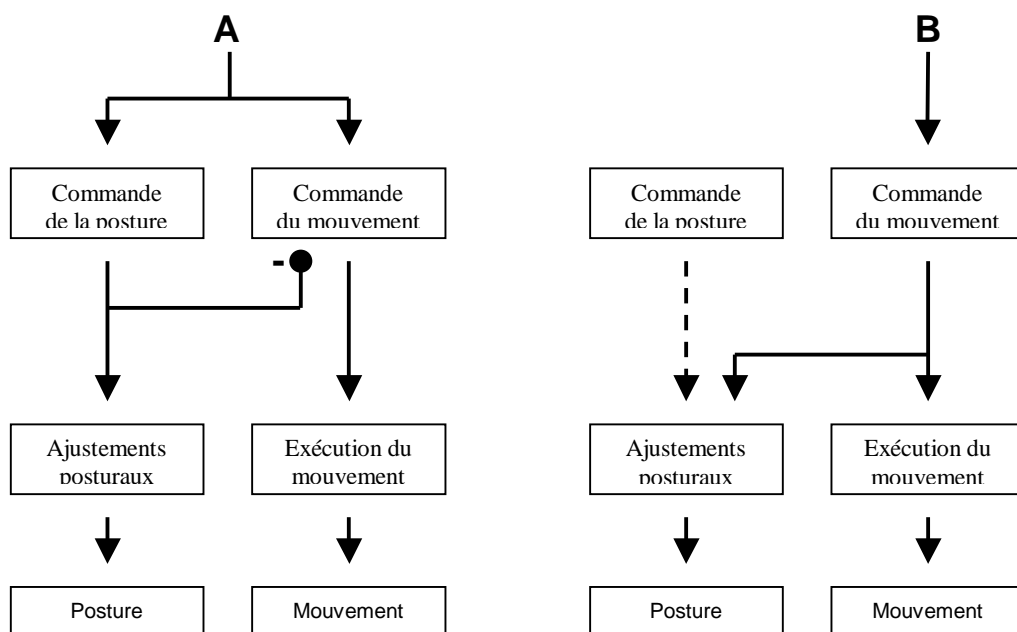 A
B
Commande
de la posture
Commande
du mouvement
Commande
de la posture
Commande
du mouvement
-
Ajustements
posturaux
Exécution du
mouvement
Ajustements
posturaux
Exécution du
mouvement
Posture
Mouvement
Posture
Mouvement